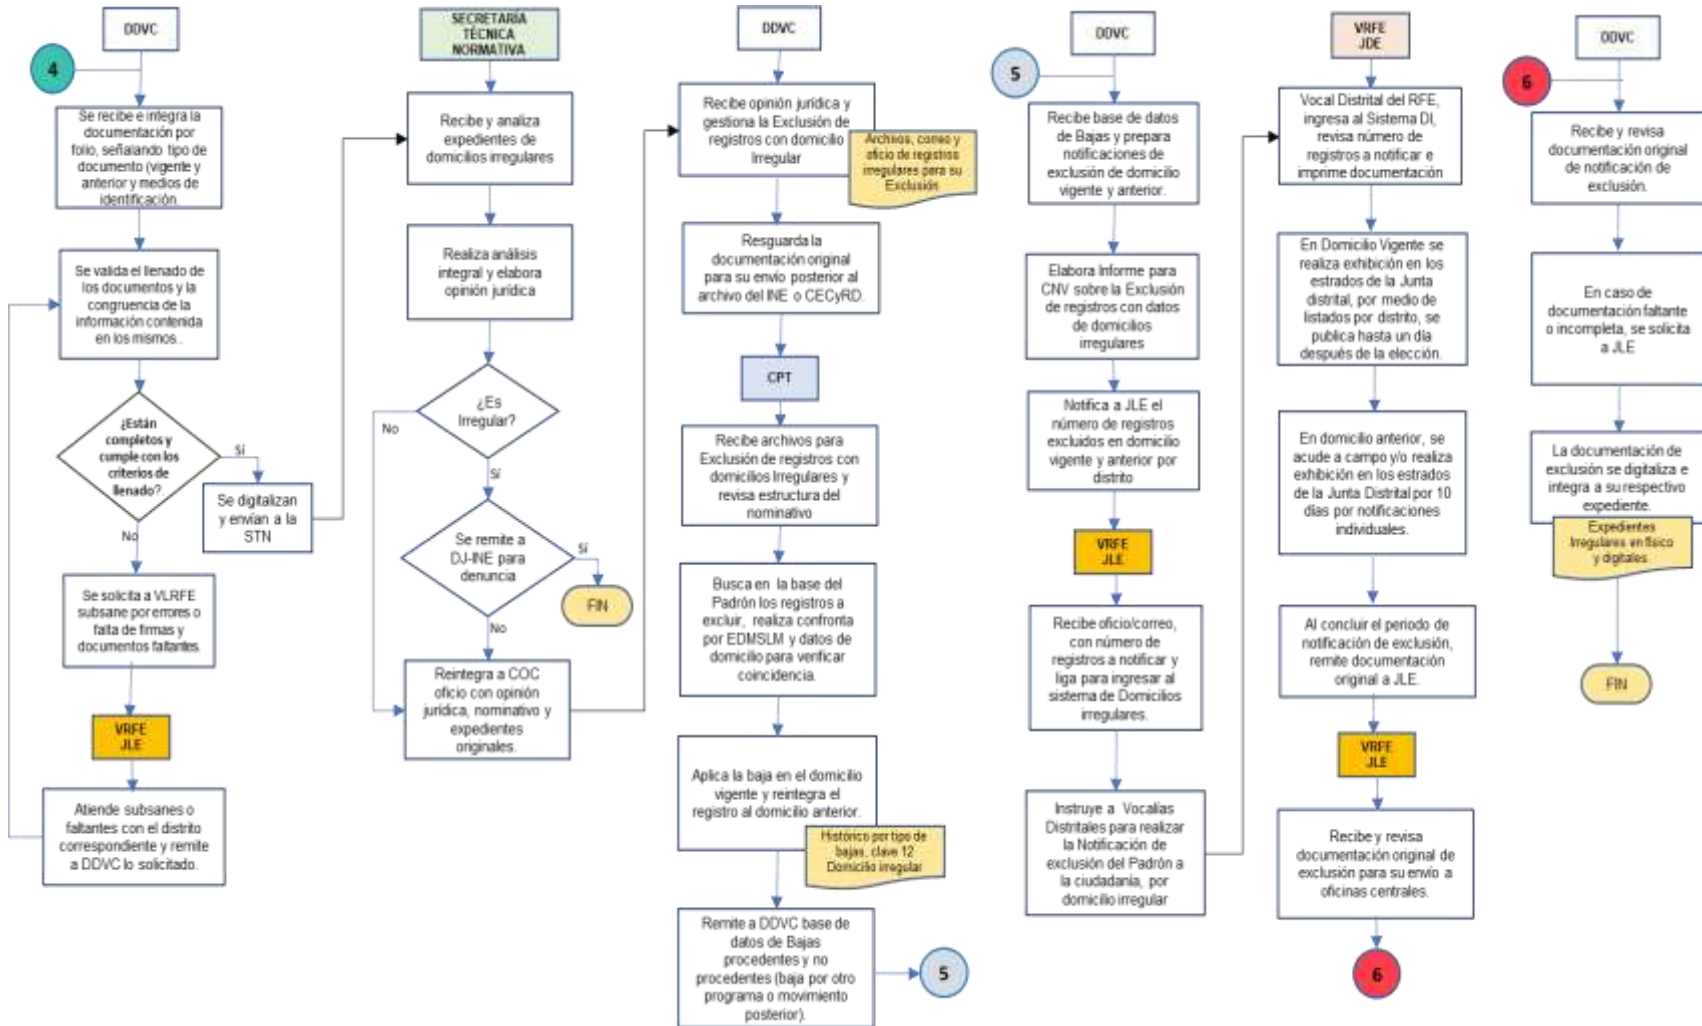 DDVC
4
Se recibe e integra la
documentación por
folio, señalando tipo de
documento (vigente y
anterior y medios de
identificación.
Se valida el llenado de
los documentos y la
congruencia de la
información contenida
en los mismos..
¿Están
completos y
cumple con los
criterios de
llenado?.
Sí
No
Se digitalizan
y envían a la
STN
Se solicita a VLRFE
subsane por errores o
falta de firmas y
documentos faltantes.
VRFE
JLE
Atiende subsanes o
faltantes con el distrito
correspondiente y remite
a DDVC lo solicitado.
SECRETARÍA
TÉCNICA
NORMATIVA
Recibe y analiza
expedientes de
domicilios irregulares
Realiza análisis
integral y elabora
opinión jurídica
¿Es
Irregular?
No
Sí
Se remite a
DJ-INE para
denuncia
Sí
FIN
No
Reintegra a COC
oficio con opinión
jurídica, nominativo y
expedientes
originales.
DDVC
Recibe opinión jurídica y
gestiona la Exclusión de
registros con domicilio
Irregular
Archivos, correo y
oficio de registros
irregulares para su
Exclusión
Resguarda la
documentación original
para su envío posterior al
archivo del INE o CECyRD.
CPT
Recibe archivos para
Exclusión de registros con
domicilios Irregulares y
revisa estructura del
nominativo
Busca en la base del
Padrón los registros a
excluir, realiza confronta
por EDMSLM y datos de
domicilio para verificar
coincidencia.
Aplica la baja en el domicilio
vigente y reintegra el
registro al domicilio anterior.
Histórico por tipo de
bajas, clave 12
Domicilio irregular
Remite a DDVC base de
datos de Bajas
procedentes y no
procedentes (baja por otro
programa o movimiento
posterior).
5
DDVC
5
Recibe base de datos
de Bajas y prepara
notificaciones de
exclusión de domicilio
vigente y anterior.
Elabora Informe para
CNV sobre la Exclusión
de registros con datos
de domicilios
irregulares
Notifica a JLE el
número de registros
excluidos en domicilio
vigente y anterior por
distrito
VRFE
JLE
Recibe oficio/correo,
con número de
registros a notificar y
liga para ingresar al
sistema de Domicilios
irregulares.
Instruye a Vocalías
Distritales para realizar
la Notificación de
exclusión del Padrón a
la ciudadanía, por
domicilio irregular
VRFE
JDE
Vocal Distrital del RFE,
ingresa al Sistema DI,
revisa número de
registros a notificar e
imprime documentación
En Domicilio Vigente se
realiza exhibición en los
estrados de la Junta
distrital, por medio de
listados por distrito, se
publica hasta un día
después de la elección.
En domicilio anterior, se
acude a campo y/o realiza
exhibición en los estrados
de la Junta Distrital por 10
días por notificaciones
individuales.
Al concluir el periodo de
notificación de exclusión,
remite documentación
original a JLE.
VRFE
JLE
Recibe y revisa
documentación original de
exclusión para su envío a
oficinas centrales.
6
DDVC
6
Recibe y revisa
documentación original
de notificación de
exclusión.
En caso de
documentación faltante
o incompleta, se solicita
a JLE
La documentación de
exclusión se digitaliza e
integra a su respectivo
expediente.
Expedientes
Irregulares en físico
y digitales
FIN